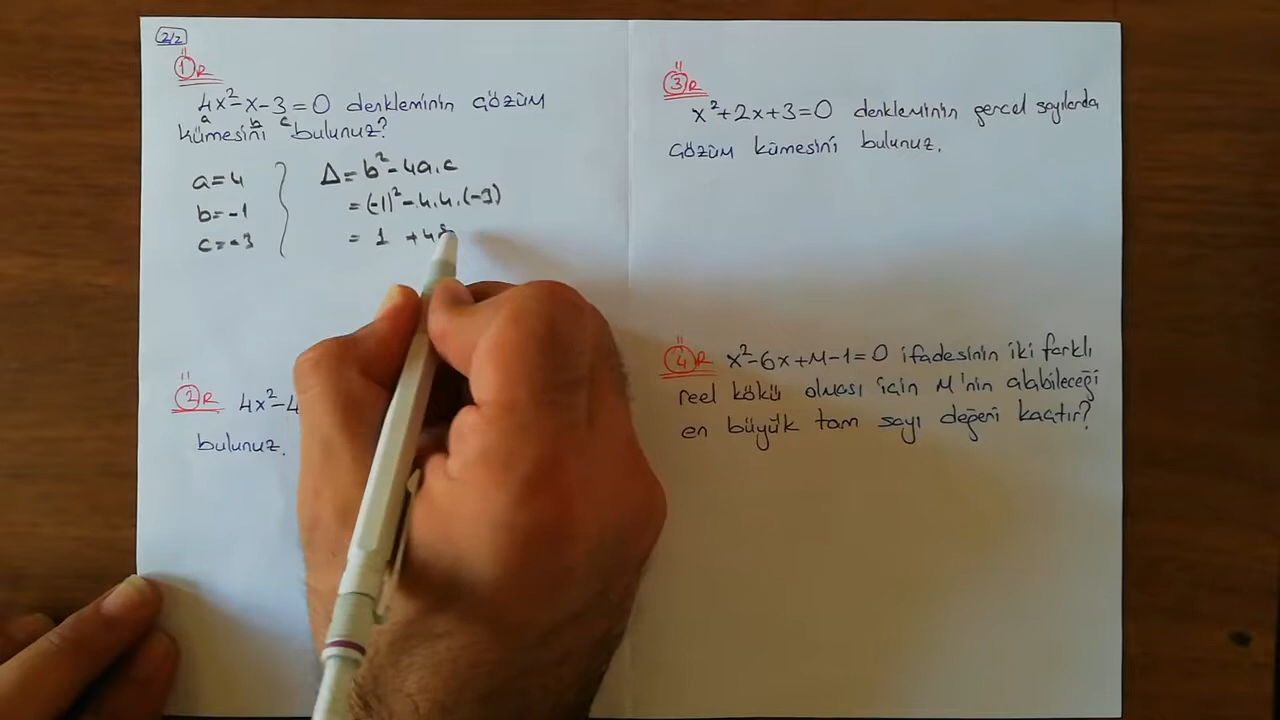 2/2
1 R
4x²-x-3=0 denkleminin çözüm
a b c
kümesini bulunuz?
a=4
b=-1
c=-3
Δ=b²-4a.c
=(-1)²-4.4.(-3)
= 1 +48
2 R 4x²-4
bulunuz.
3 R
x²+2x+3=0 denkleminin gerçel sayılarda
çözüm kümesini bulunuz.
4 R x²-6x+M-1=0 ifadesinin iki farklı
reel kökü olması için M'nin alabileceği
en büyük tam sayı değeri kaçtır?